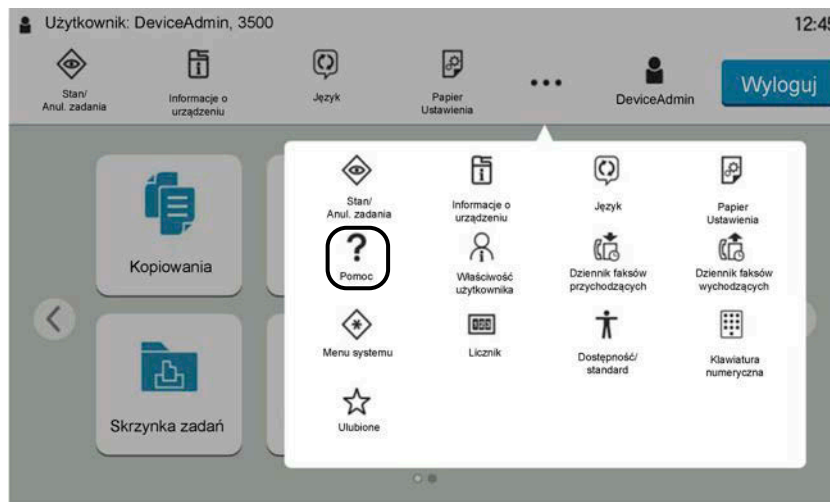 Użytkownik: DeviceAdmin, 3500
12:45
Stan/
Anul. zadania
Informacje o
urządzeniu
Język
Papier
Ustawienia
DeviceAdmin
Wyloguj
Kopiowania
Skrzynka zadań
Stan/
Anul. zadania
Informacje o
urządzeniu
Język
Papier
Ustawienia
Pomoc
Właściwość
użytkownika
Dziennik faksów
przychodzących
Dziennik faksów
wychodzących
Menu systemu
Licznik
Dostępność/
standard
Klawiatura
numeryczna
Ulubione